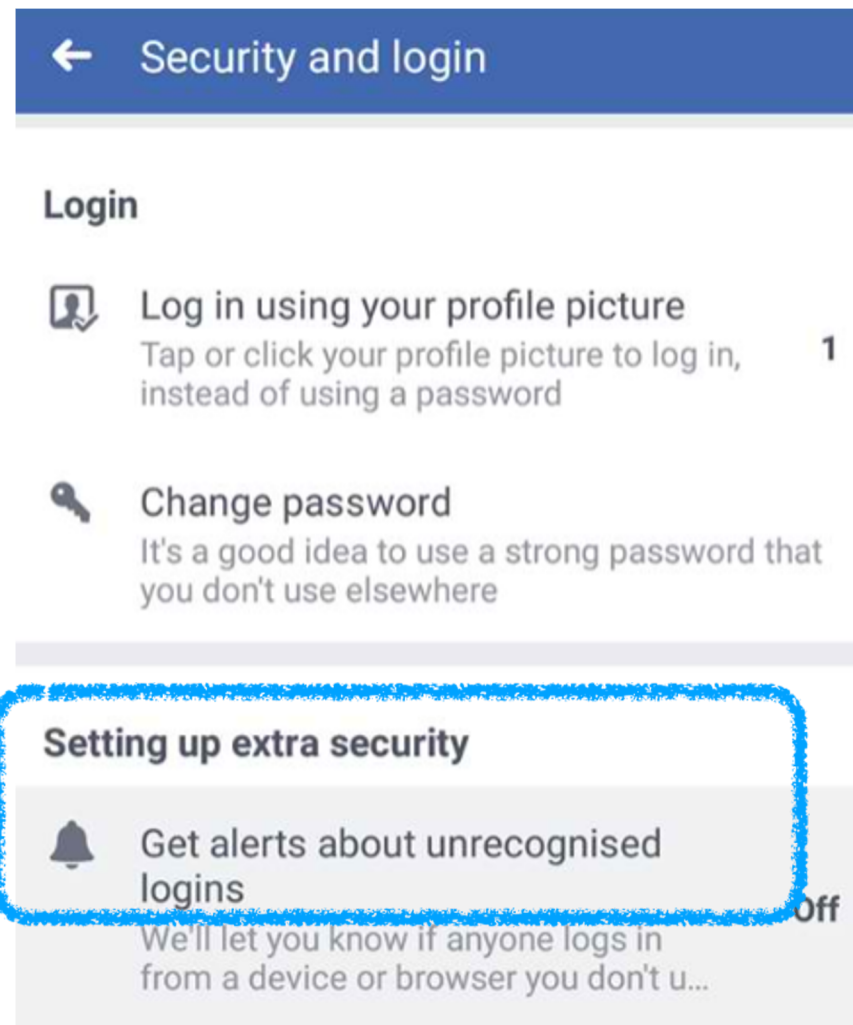 Security and login
Login
Log in using your profile picture
Tap or click your profile picture to log in,
instead of using a password
1
Change password
It's a good idea to use a strong password that
you don't use elsewhere
Setting up extra security
Get alerts about unrecognised
logins
Off
We'll let you know if anyone logs in
from a device or browser you don't u...